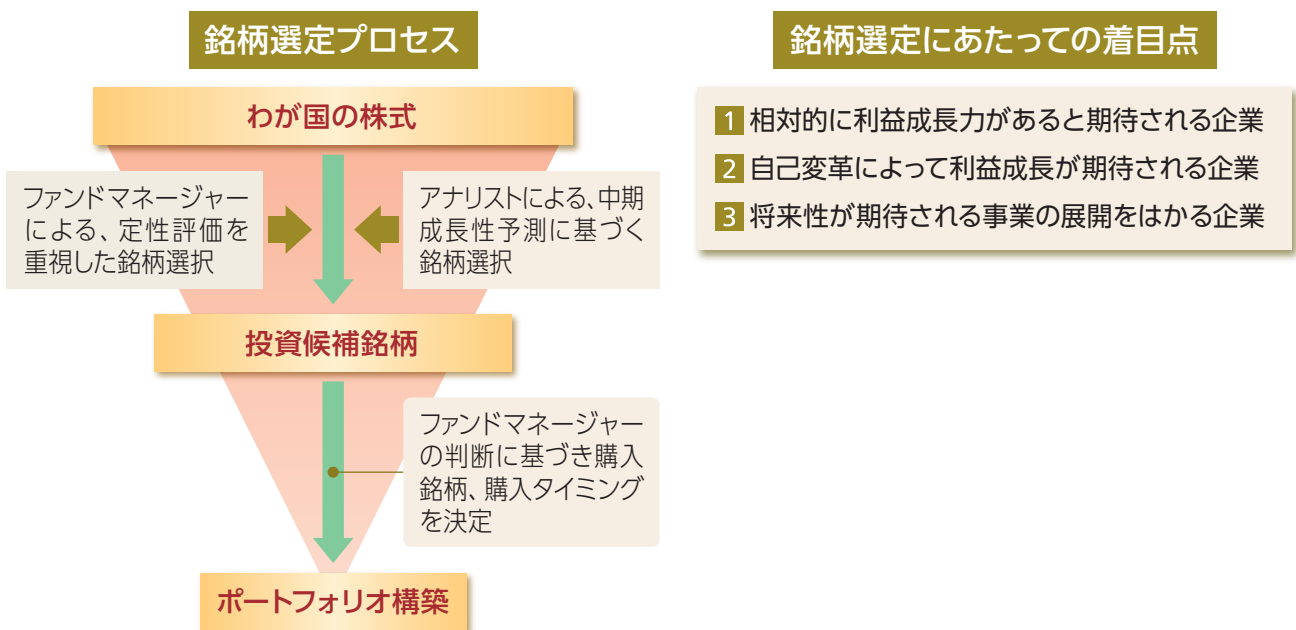 銘柄選定プロセス
わが国の株式
ファンドマネージャー
による、定性評価を
重視した銘柄選択
アナリストによる、中期
成長性予測に基づく
銘柄選択
投資候補銘柄
ファンドマネージャー
の判断に基づき購入
銘柄、購入タイミング
を決定
ポートフォリオ構築
銘柄選定にあたっての着目点
1 相対的に利益成長力があると期待される企業
2 自己変革によって利益成長が期待される企業
3 将来性が期待される事業の展開をはかる企業